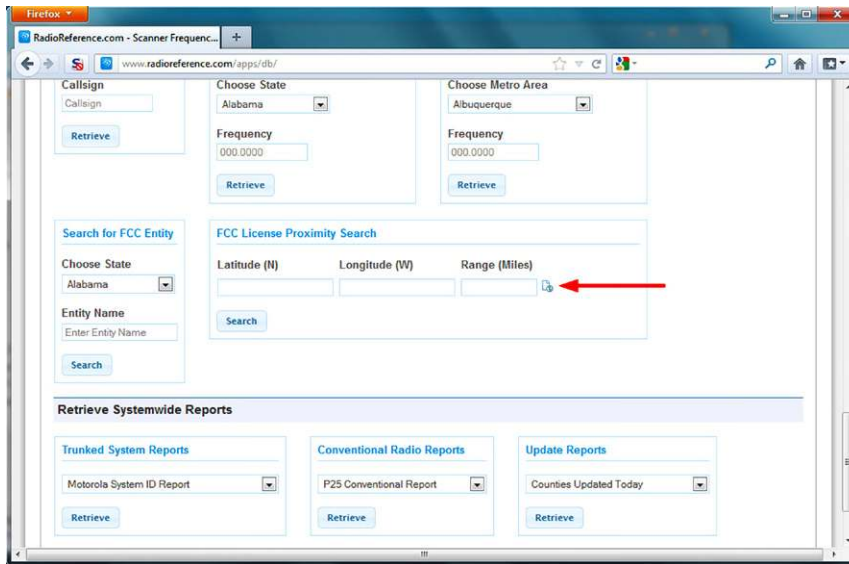 Firefox
RadioReference.com - Scanner Frequenc...
www.radioreference.com/apps/db/
Callsign
Callsign
Retrieve
Choose State
Alabama
Frequency
000.0000
Retrieve
Choose Metro Area
Albuquerque
Frequency
000.0000
Retrieve
Search for FCC Entity
Choose State
Alabama
Entity Name
Enter Entity Name
Search
FCC License Proximity Search
Latitude (N) Longitude (W) Range (Miles)
Search
Retrieve Systemwide Reports
Trunked System Reports
Motorola System ID Report
Retrieve
Conventional Radio Reports
P25 Conventional Report
Retrieve
Update Reports
Counties Updated Today
Retrieve